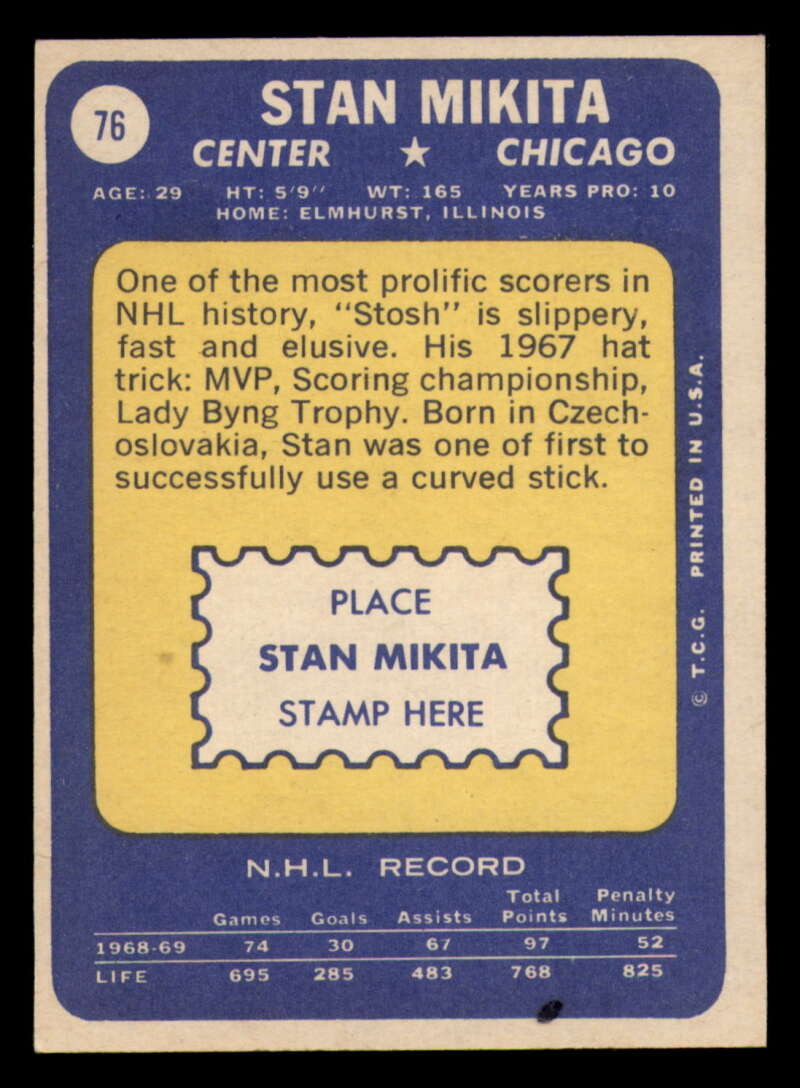 76
STAN MIKITA
CENTER ★ CHICAGO
AGE: 29 HT: 5'9'' WT: 165 YEARS PRO: 10
HOME: ELMHURST, ILLINOIS
One of the most prolific scorers in
NHL history, "Stosh" is slippery,
fast and elusive. His 1967 hat
trick: MVP, Scoring championship,
Lady Byng Trophy. Born in Czech-
oslovakia, Stan was one of first to
successfully use a curved stick.
PLACE
STAN MIKITA
STAMP HERE
© T.C.G. PRINTED IN U.S.A.
N.H.L. RECORD
Games Goals Assists Total Points Penalty Minutes
1968-69 74 30 67 97 52
LIFE 695 285 483 768 825